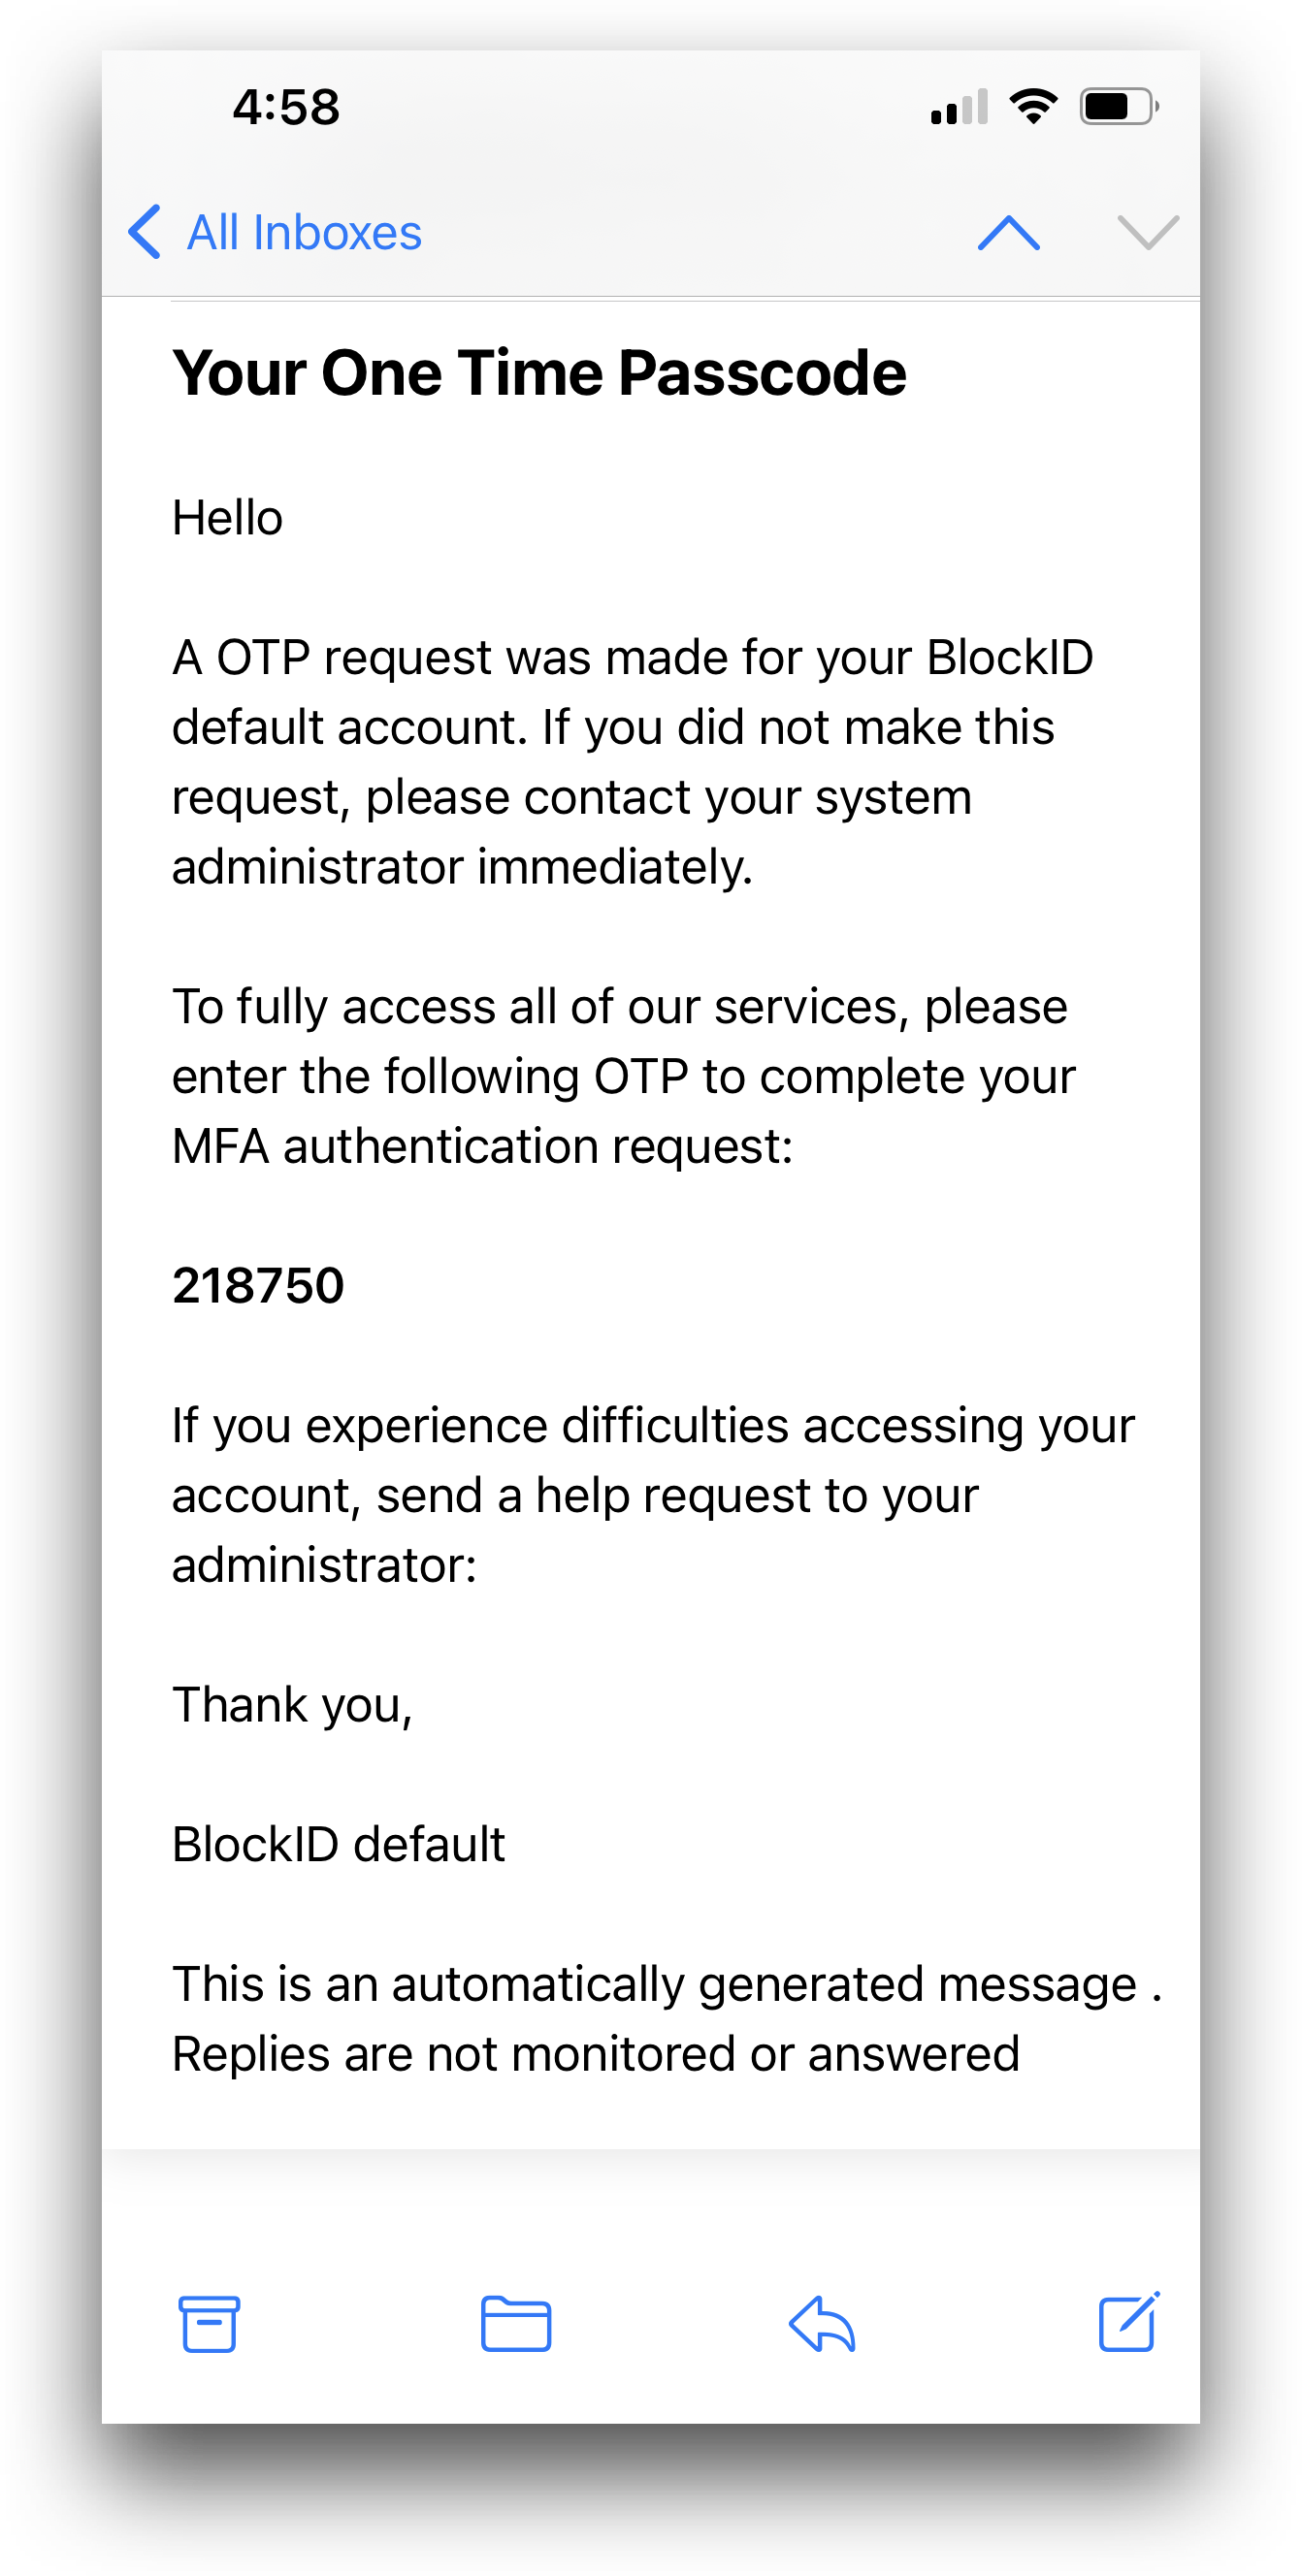 4:58
All Inboxes
Your One Time Passcode
Hello
A OTP request was made for your BlockID
default account. If you did not make this
request, please contact your system
administrator immediately.
To fully access all of our services, please
enter the following OTP to complete your
MFA authentication request:
218750
If you experience difficulties accessing your
account, send a help request to your
administrator:
Thank you,
BlockID default
This is an automatically generated message .
Replies are not monitored or answered